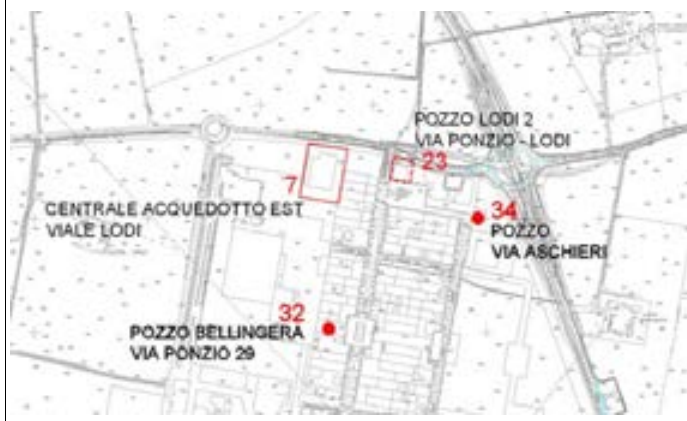 POZZO LODI 2
VIA PONZIO - LODI
23
7
CENTRALE ACQUEDOTTO EST
VIALE LODI
34
POZZO
VIA ASCHIERI
32
POZZO BELLINGERA
VIA PONZIO 29